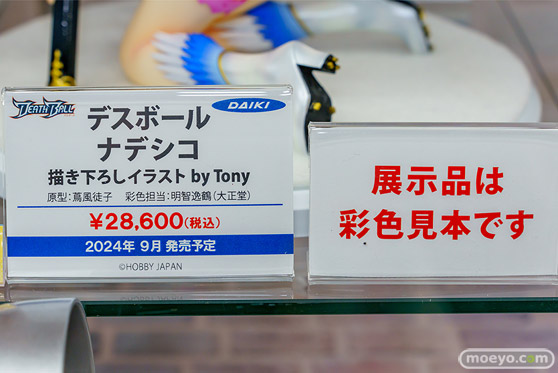 DEATH BALL
DAIKI
デスボール
ナデシコ
描き下ろしイラスト by Tony
原型:蔦風徒子 彩色担当:明智逸鶴(大正堂)
¥28,600(税込)
2024年 9月 発売予定
©HOBBY JAPAN
展示品は
彩色見本です
moeyo.com